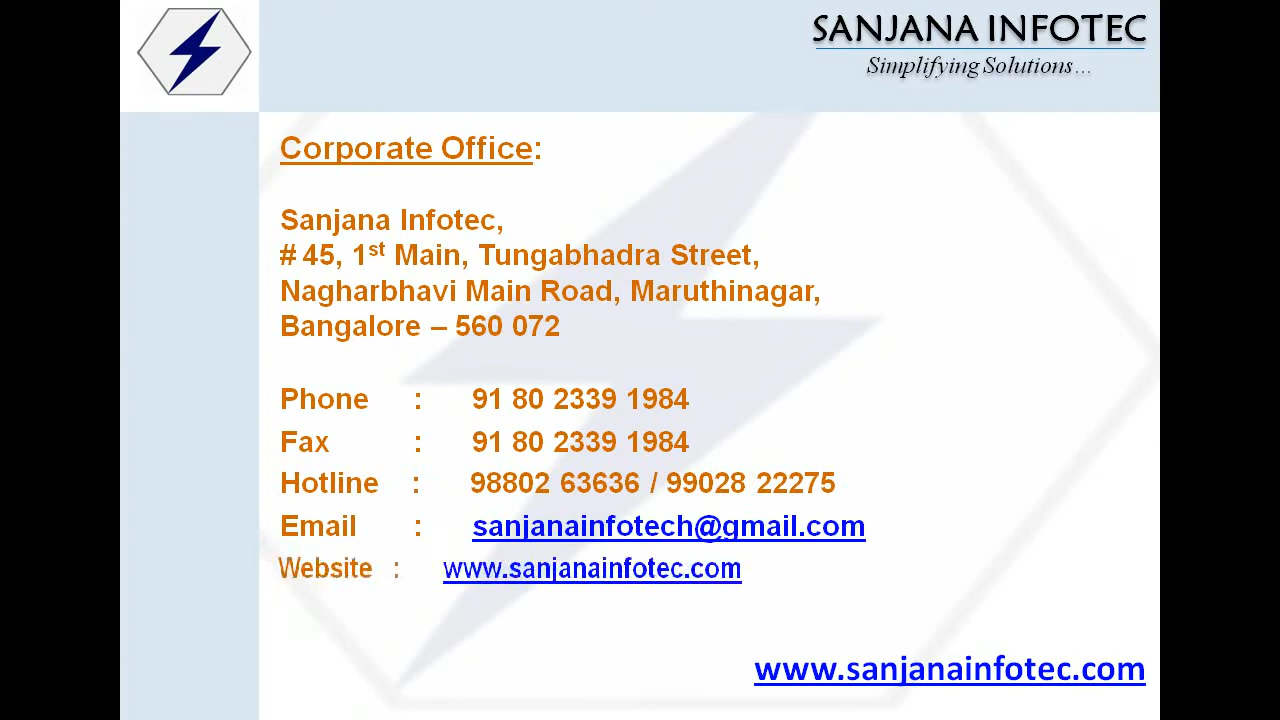 SANJANA INFOTEC
Simplifying Solutions...
Corporate Office:
Sanjana Infotec,
# 45, 1st Main, Tungabhadra Street,
Nagharbhavi Main Road, Maruthinagar,
Bangalore – 560 072
Phone : 91 80 2339 1984
Fax : 91 80 2339 1984
Hotline : 98802 63636 / 99028 22275
Email : sanjanainfotech@gmail.com
Website : www.sanjanainfotec.com
www.sanjanainfotec.com